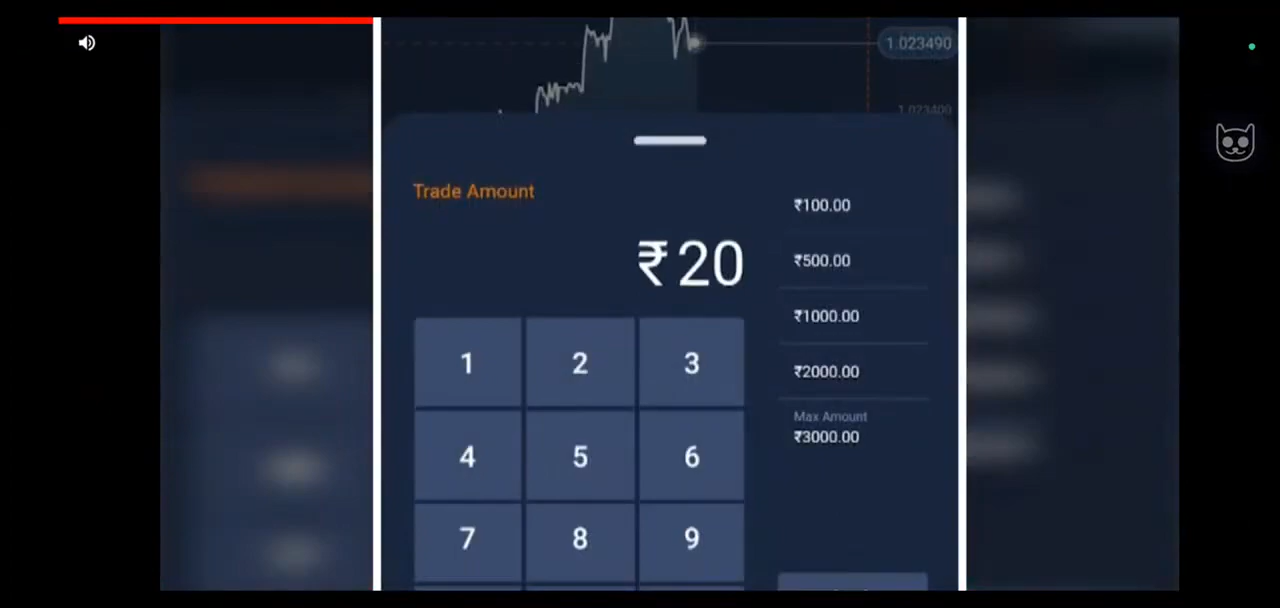 1.023490
1.023400
Trade Amount
₹20
₹100.00
₹500.00
₹1000.00
₹2000.00
Max Amount
₹3000.00
1 2 3
4 5 6
7 8 9